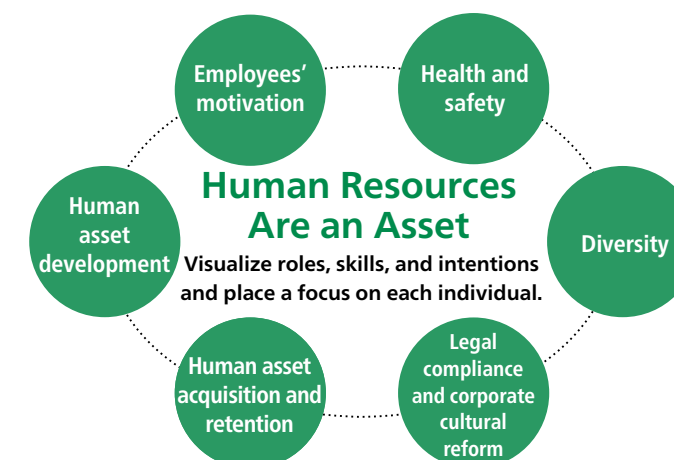 Employees’
motivation
Health and
safety
Human Resources
Are an Asset
Visualize roles, skills, and intentions
and place a focus on each individual.
Human
asset
development
Diversity
Human asset
acquisition and
retention
Legal
compliance
and corporate
cultural
reform